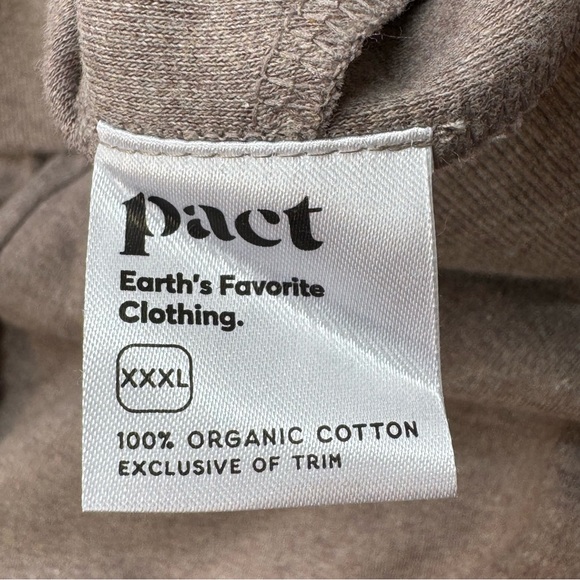 pact
Earth's Favorite
Clothing.
XXXL
100% ORGANIC COTTON
EXCLUSIVE OF TRIM